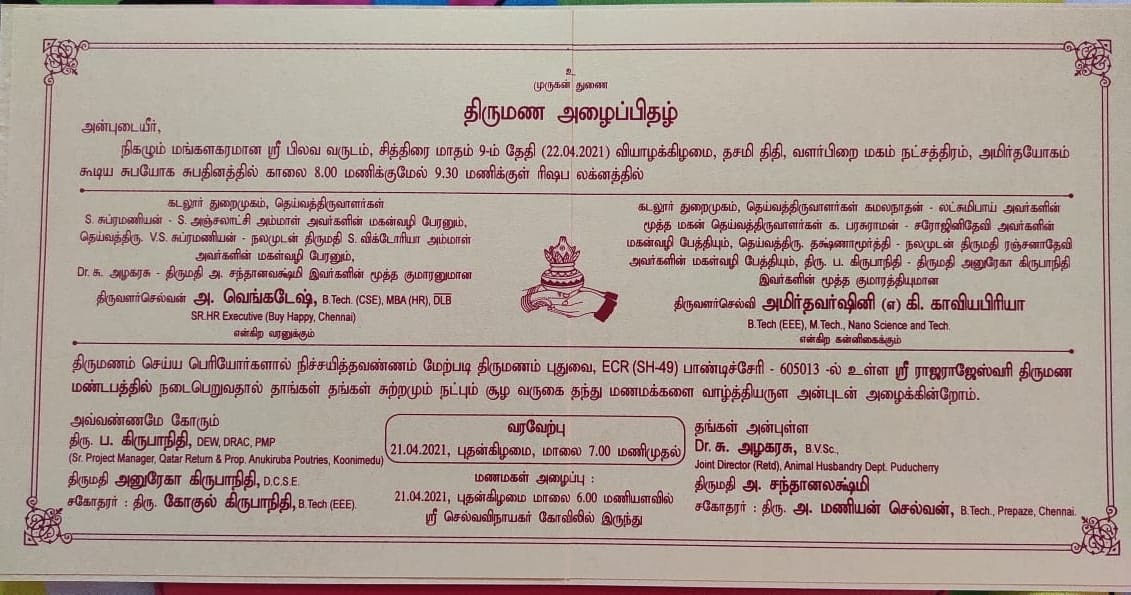 உ
முருகன் துணை
திருமண அழைப்பிதழ்
அன்புடையீர்,
நிகழும் மங்களகரமான ஸ்ரீ பிலவ வருடம், சித்திரை மாதம் 9-ம் தேதி (22.04.2021) வியாழக்கிழமை, தசமி திதி, வளர்பிறை மகம் நட்சத்திரம், அமிர்தயோகம்
கூடிய சுபயோக சுபதினத்தில் காலை 8.00 மணிக்குமேல் 9.30 மணிக்குள் ரிஷப லக்னத்தில்
கடலூர் துறைமுகம், தெய்வத்திருவாளர்கள்
S. சுப்ரமணியன் - S. அஞ்சலாட்சி அம்மாள் அவர்களின் மகன்வழி பேரனும்,
தெய்வத்திரு. V.S. சுப்ரமணியன் - நலமுடன் திருமதி S. விக்டோரியா அம்மாள்
அவர்களின் மகள்வழி பேரனும்,
Dr. சு. அழகரசு - திருமதி அ. சந்தானலக்ஷ்மி இவர்களின் மூத்த குமாரனுமான
திருவளர்செல்வன் அ. வெங்கடேஷ், B.Tech. (CSE), MBA (HR), DLB
SR.HR Executive (Buy Happy, Chennai)
என்கிற வரனுக்கும்
கடலூர் துறைமுகம், தெய்வத்திருவாளர்கள் கமலநாதன் - லட்சுமிபாய் அவர்களின்
மூத்த மகன் தெய்வத்திருவாளர்கள் க. பரசுராமன் - சரோஜினிதேவி அவர்களின்
மகன்வழி பேத்தியும், தெய்வத்திரு. தக்ஷணாமூர்த்தி - நலமுடன் திருமதி ரஞ்சனாதேவி
அவர்களின் மகள்வழி பேத்தியும், திரு. ப. கிருபாநிதி - திருமதி அனுரேகா கிருபாநிதி
இவர்களின் மூத்த குமாரத்தியுமான
திருவளர்செல்வி அமிர்தவர்ஷினி (எ) கி. காவியபிரியா
B.Tech (EEE), M.Tech., Nano Science and Tech.
என்கிற கன்னிகைக்கும்
திருமணம் செய்ய பெரியோர்களால் நிச்சயித்தவண்ணம் மேற்படி திருமணம் புதுவை, ECR (SH-49) பாண்டிச்சேரி - 605013 -ல் உள்ள ஸ்ரீ ராஜராஜேஸ்வரி திருமண
மண்டபத்தில் நடைபெறுவதால் தாங்கள் தங்கள் சுற்றமும் நட்பும் சூழ வருகை தந்து மணமக்களை வாழ்த்தியருள அன்புடன் அழைக்கின்றோம்.
அவ்வண்ணமே கோரும்
திரு. ப. கிருபாநிதி, DEW, DRAC, PMP
(Sr. Project Manager, Qatar Return & Prop. Anukiruba Poutries, Koonimedu)
திருமதி அனுரேகா கிருபாநிதி, D.C.S.E.
சகோதரர் : திரு. கோகுல் கிருபாநிதி, B.Tech (EEE).
வரவேற்பு
21.04.2021, புதன்கிழமை, மாலை 7.00 மணிமுதல்
மணமகள் அழைப்பு :
21.04.2021, புதன்கிழமை மாலை 6.00 மணியளவில்
ஸ்ரீ செல்வவிநாயகர் கோவிலில் இருந்து
தங்கள் அன்புள்ள
Dr. சு. அழகரசு, B.V.Sc.,
Joint Director (Retd), Animal Husbandry Dept. Puducherry
திருமதி அ. சந்தானலக்ஷ்மி
சகோதரர் : திரு. அ. மணியன் செல்வன், B.Tech., Prepaze, Chennai.